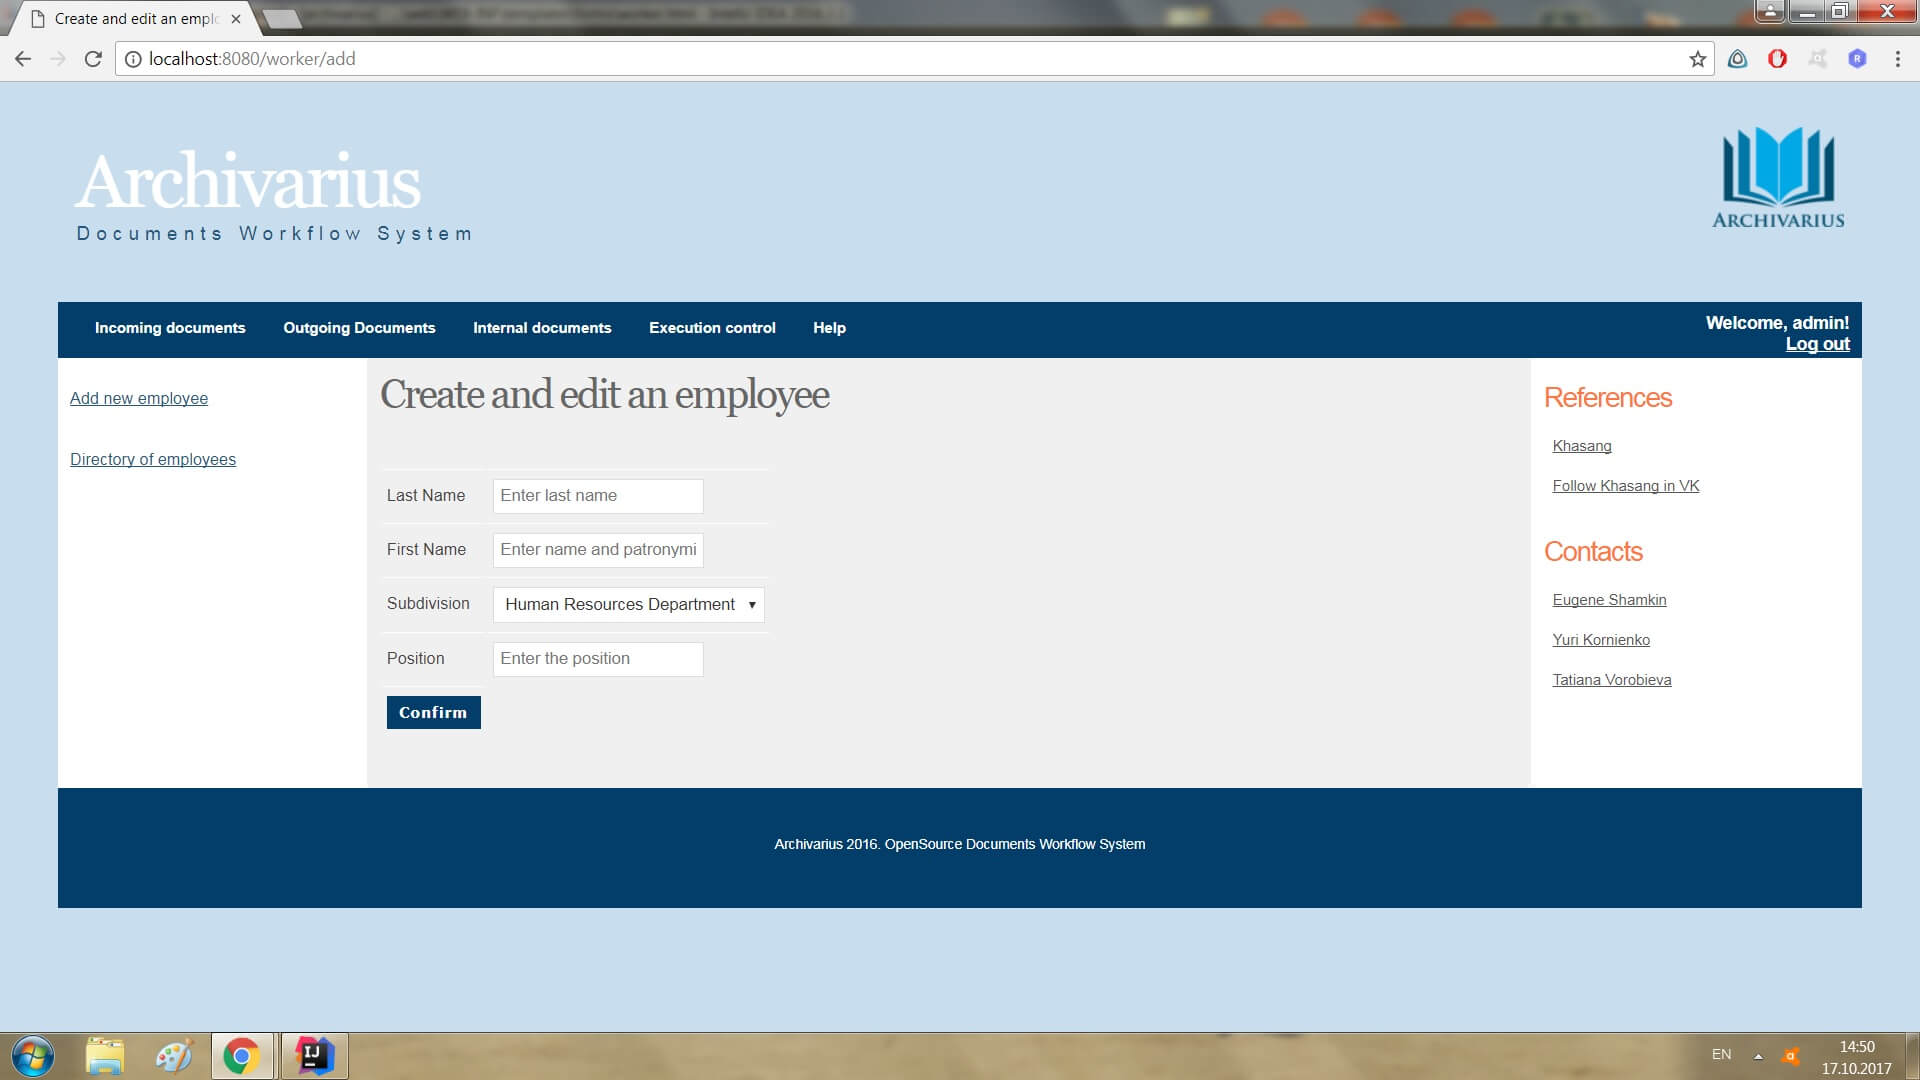 Create and edit an empl
localhost:8080/worker/add
Archivarius
Documents Workflow System
ARCHIVARIUS
Incoming documents Outgoing Documents Internal documents Execution control Help
Welcome, admin!
Log out
Add new employee
Directory of employees
Create and edit an employee
Last Name Enter last name
First Name Enter name and patronymi
Subdivision Human Resources Department
Position Enter the position
Confirm
References
Khasang
Follow Khasang in VK
Contacts
Eugene Shamkin
Yuri Kornienko
Tatiana Vorobieva
Archivarius 2016. OpenSource Documents Workflow System
IJ
EN
14:50
17.10.2017